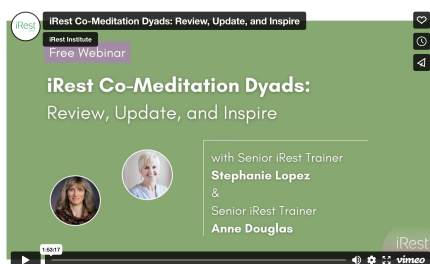 iRest
iRest Co-Meditation Dyads: Review, Update, and Inspire
iRest Institute
Free Webinar
iRest Co-Meditation Dyads:
Review, Update, and Inspire
with Senior iRest Trainer
Stephanie Lopez
&
Senior iRest Trainer
Anne Douglas
iRest
1:53:17
vimeo